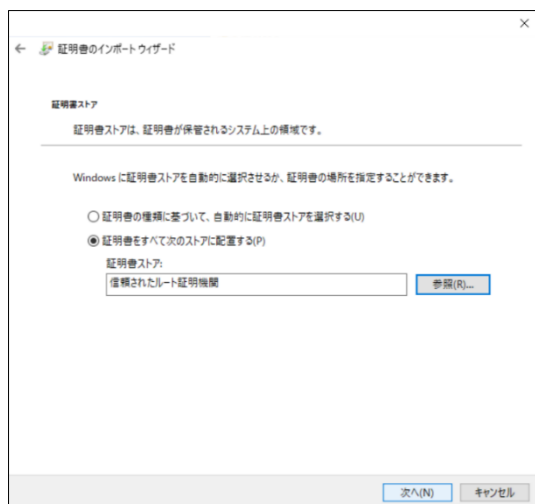 証明書のインポート ウィザード
証明書ストア
証明書ストアは、証明書が保管されるシステム上の領域です。
Windows に証明書ストアを自動的に選択させるか、証明書の場所を指定することができます。
証明書の種類に基づいて、自動的に証明書ストアを選択する(U)
証明書をすべて次のストアに配置する(P)
証明書ストア:
信頼されたルート証明機関
参照(R)...
次へ(N)
キャンセル